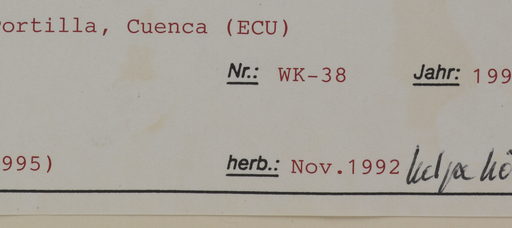 ortilla, Cuenca (ECU)
Nr.: WK-38 Jahr: 199
995) herb.: Nov.1992